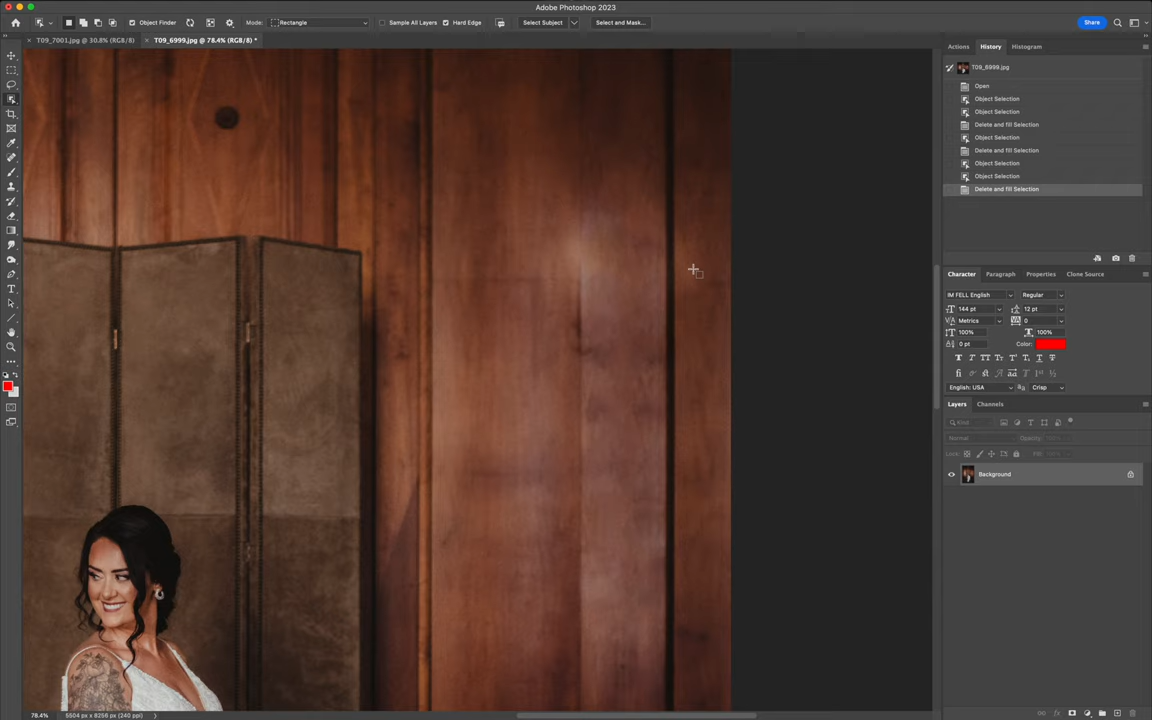 Adobe Photoshop 2023
Object Finder
Mode: Rectangle
Sample All Layers
Hard Edge
Select Subject
Select and Mask...
Share
T09_7001.jpg @ 30.8% (RGB/8)
T09_6999.jpg @ 78.4% (RGB/8) *
Actions History Histogram
T09_6999.jpg
Open
Object Selection
Object Selection
Delete and fill Selection
Object Selection
Delete and fill Selection
Object Selection
Object Selection
Delete and fill Selection
Character Paragraph Properties Clone Source
IM FELL English Regular
144 pt 12 pt
Metrics 0
100% 100%
0 pt Color:
English: USA Crisp
Layers Channels
Kind
Normal Opacity: 100%
Lock: Fill: 100%
Background
78.4% 5504 px x 8256 px (240 ppi)